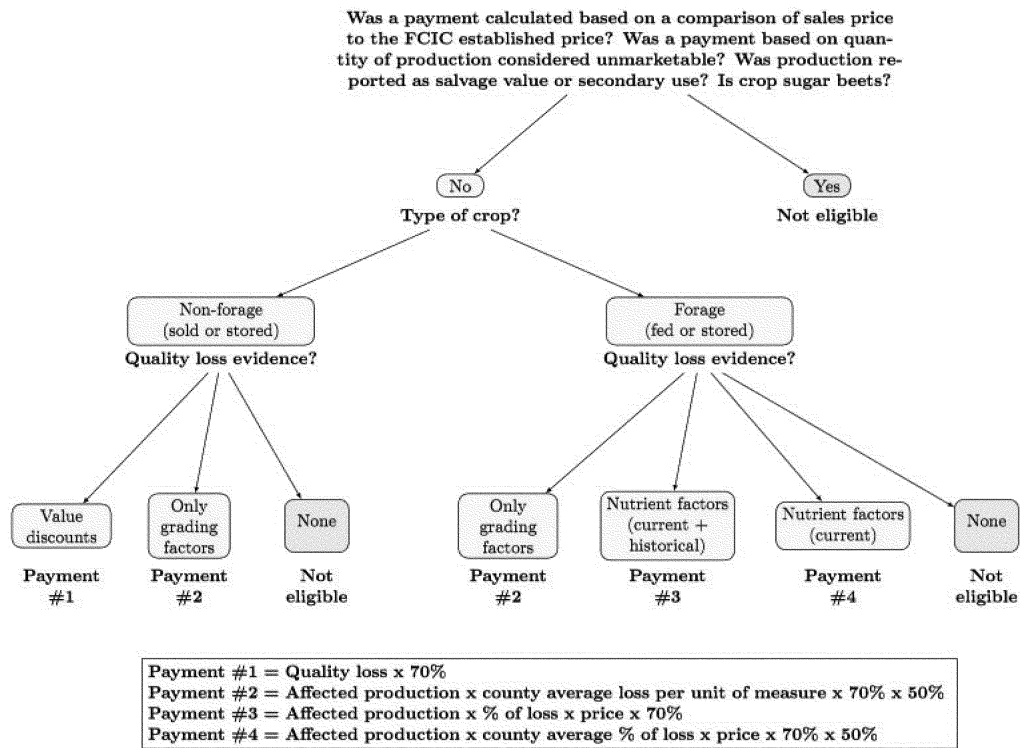 Was a payment calculated based on a comparison of sales price
to the FCIC established price? Was a payment based on quan-
tity of production considered unmarketable? Was production re-
ported as salvage value or secondary use? Is crop sugar beets?
No
Yes
Type of crop?
Not eligible
Non-forage
(sold or stored)
Quality loss evidence?
Forage
(fed or stored)
Quality loss evidence?
Value
discounts
Payment
#1
Only
grading
factors
Payment
#2
None
Not
eligible
Only
grading
factors
Payment
#2
Nutrient factors
(current +
historical)
Payment
#3
Nutrient factors
(current)
Payment
#4
None
Not
eligible
Payment #1 = Quality loss x 70%
Payment #2 = Affected production x county average loss per unit of measure x 70% x 50%
Payment #3 = Affected production x % of loss x price x 70%
Payment #4 = Affected production x county average % of loss x price x 70% x 50%